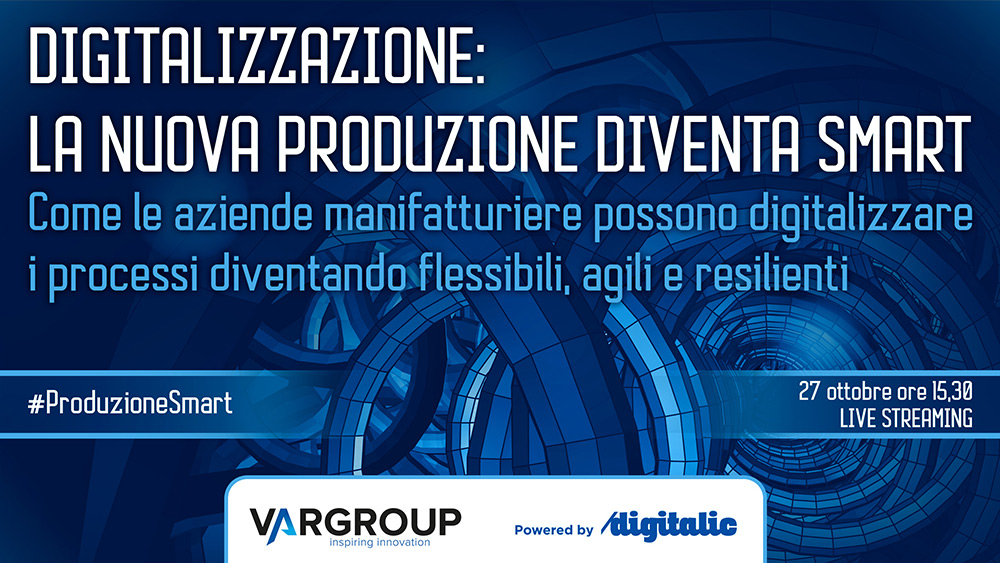 DIGITALIZZAZIONE:
LA NUOVA PRODUZIONE DIVENTA SMART
Come le aziende manifatturiere possono digitalizzare
i processi diventando flessibili, agili e resilienti
#ProduzioneSmart
27 ottobre ore 15,30
LIVE STREAMING
VARGROUP
inspiring innovation
Powered by digitalic